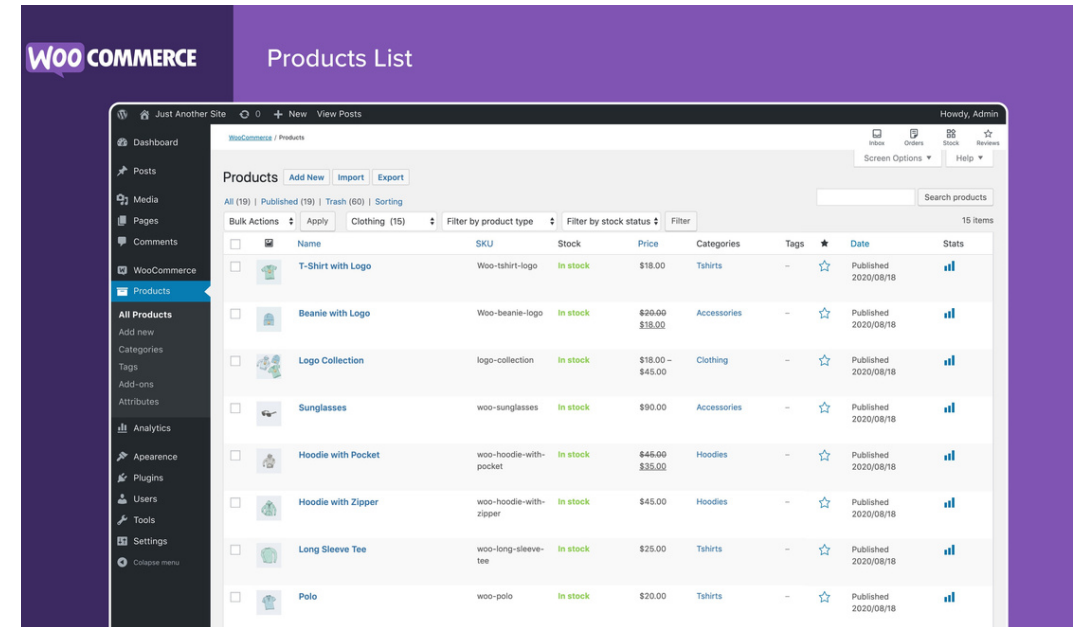 WOO COMMERCE
Products List
Just Another Site 0 + New View Posts Howdy, Admin
Dashboard
Posts
Media
Pages
Comments
WooCommerce
Products
All Products
Add new
Categories
Tags
Add-ons
Attributes
Analytics
Apearence
Plugins
Users
Tools
Settings
Colapse menu
WooCommerce / Products
Inbox Orders Stock Reviews
Screen Options ▼ Help ▼
Products Add New Import Export
All (19) | Published (19) | Trash (60) | Sorting
Search products
Bulk Actions Apply Clothing (15) Filter by product type Filter by stock status Filter 15 items
Name SKU Stock Price Categories Tags ★ Date Stats
T-Shirt with Logo Woo-tshirt-logo In stock $18.00 Tshirts – Published
2020/08/18
Beanie with Logo Woo-beanie-logo In stock $20.00 Accessories – Published
$18.00 2020/08/18
Logo Collection logo-collection In stock $18.00 – Clothing – Published
$45.00 2020/08/18
Sunglasses woo-sunglasses In stock $90.00 Accessories – Published
2020/08/18
Hoodie with Pocket woo-hoodie-with- In stock $45.00 Hoodies – Published
pocket $35.00 2020/08/18
Hoodie with Zipper woo-hoodie-with- In stock $45.00 Hoodies – Published
zipper 2020/08/18
Long Sleeve Tee woo-long-sleeve- In stock $25.00 Tshirts – Published
tee 2020/08/18
Polo woo-polo In stock $20.00 Tshirts – Published
2020/08/18